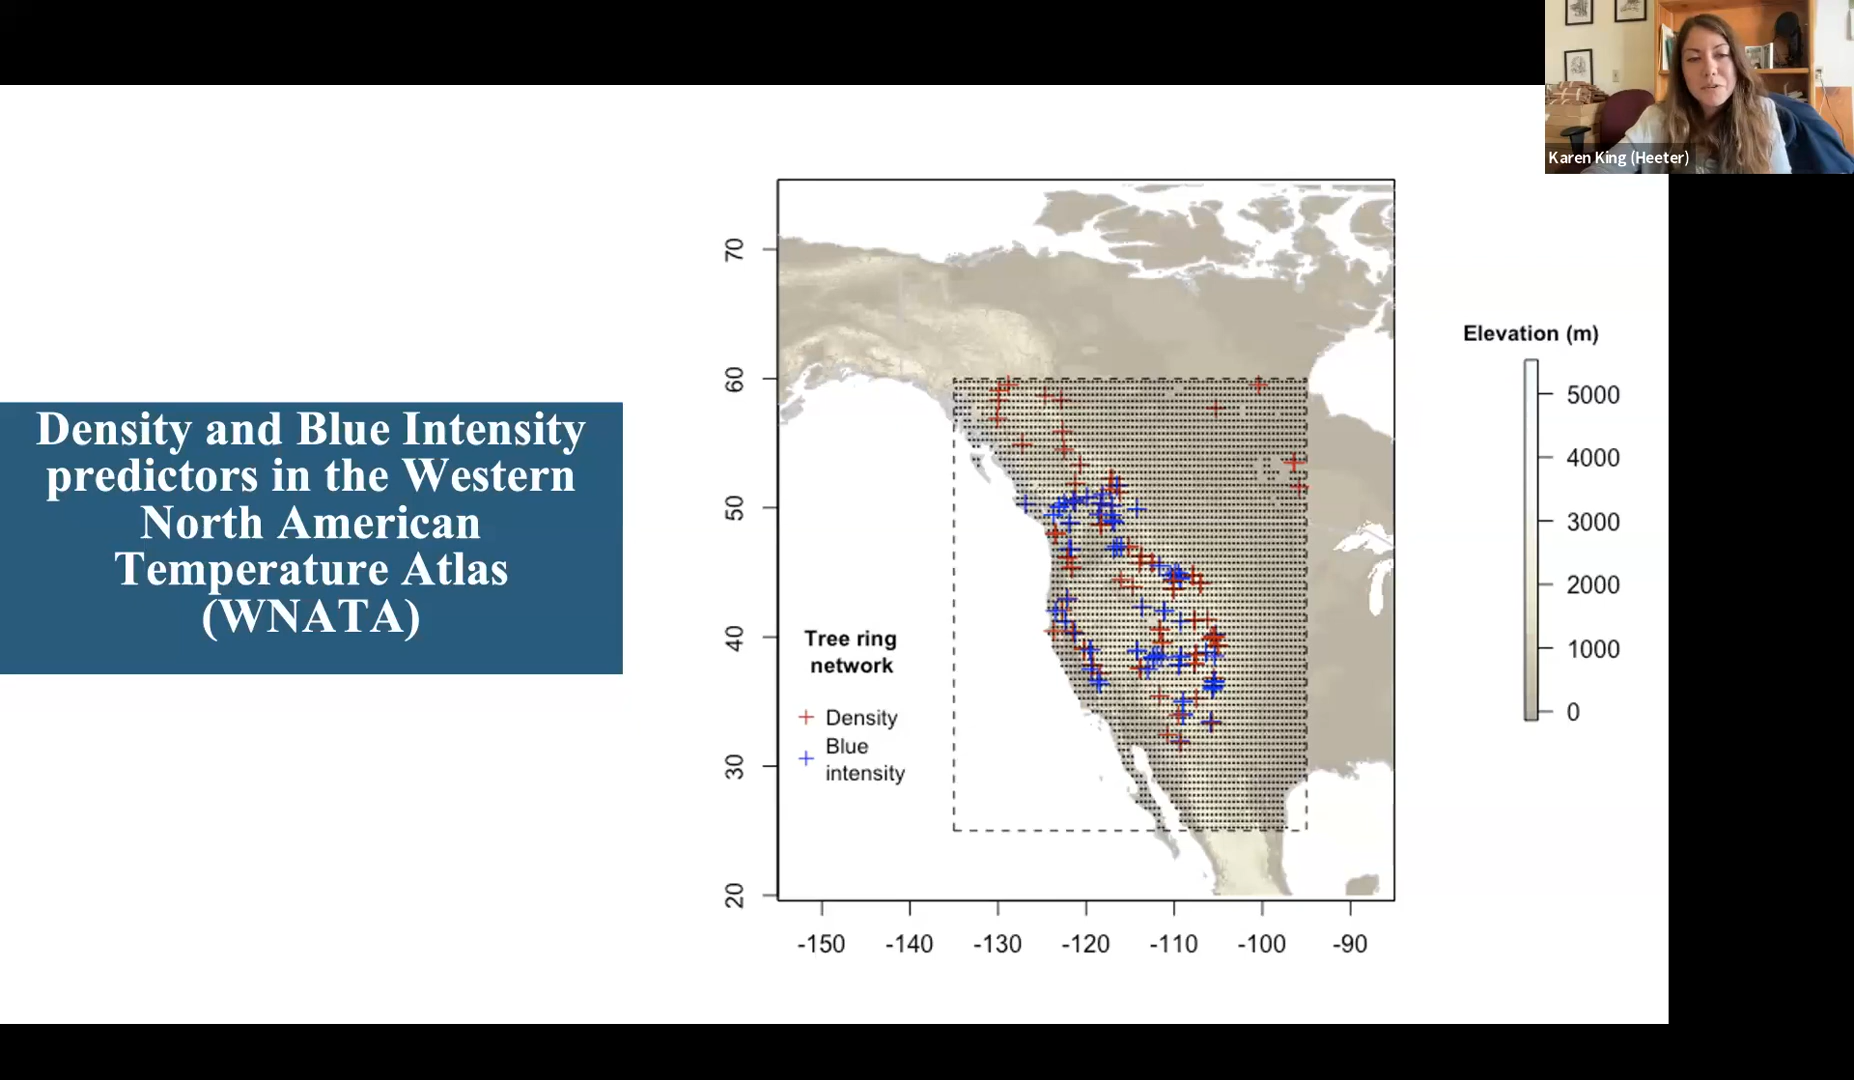 Karen King (Heeter)
Density and Blue Intensity
predictors in the Western
North American
Temperature Atlas
(WNATA)
70
60
50
40
30
20
-150
-140
-130
-120
-110
-100
-90
Tree ring
network
Density
Blue
intensity
Elevation (m)
5000
4000
3000
2000
1000
0